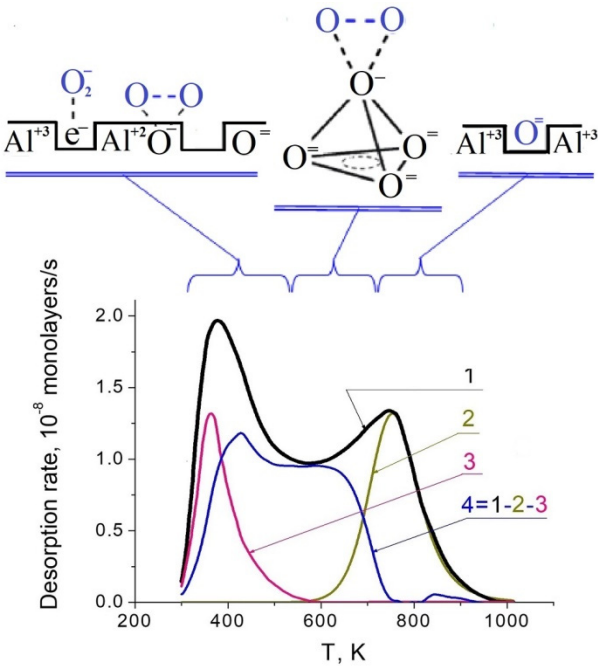 O--O
O₂⁻ O--O O⁻
Al⁺³ e⁻ Al⁺² O⁻ O⁼
O⁼ O⁼ O⁼
Al⁺³ O⁼ Al⁺³
Desorption rate, 10⁻⁸ monolayers/s
2.0
1.5
1.0
0.5
0.0
1
2
3
4=1-2-3
200 400 600 800 1000
T, K